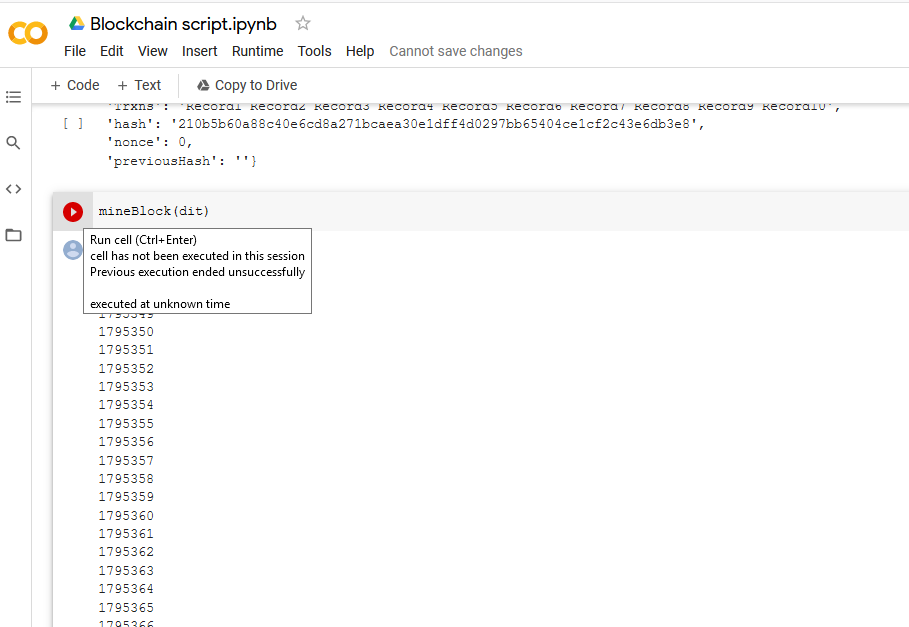 Blockchain script.ipynb
File Edit View Insert Runtime Tools Help Cannot save changes
+ Code + Text Copy to Drive
'Trxns': 'Record1 Record2 Record3 Record4 Record5 Record6 Record7 Record8 Record9 Record10',
[ ] 'hash': '210b5b60a88c40e6cd8a271bcaea30e1dff4d0297bb65404ce1cf2c43e6db3e8',
'nonce': 0,
'previousHash': ''}
mineBlock(dit)
Run cell (Ctrl+Enter)
cell has not been executed in this session
Previous execution ended unsuccessfully
executed at unknown time
1795349
1795350
1795351
1795352
1795353
1795354
1795355
1795356
1795357
1795358
1795359
1795360
1795361
1795362
1795363
1795364
1795365
1795366